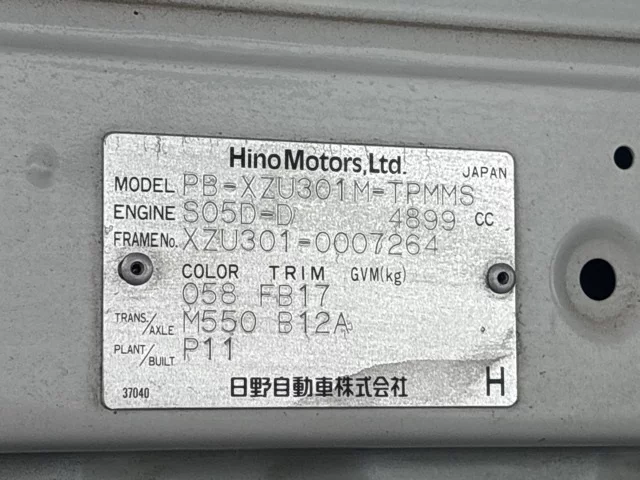 Hino Motors, Ltd. JAPAN
MODEL PB-XZU301M-TPMMS
ENGINE S05D-D 4899 CC
FRAME No. XZU301-0007264
COLOR TRIM G.V.M(kg)
058 FB17
TRANS./AXLE M550 B12A
PLANT/BUILT P11
37040 日野自動車株式会社 H